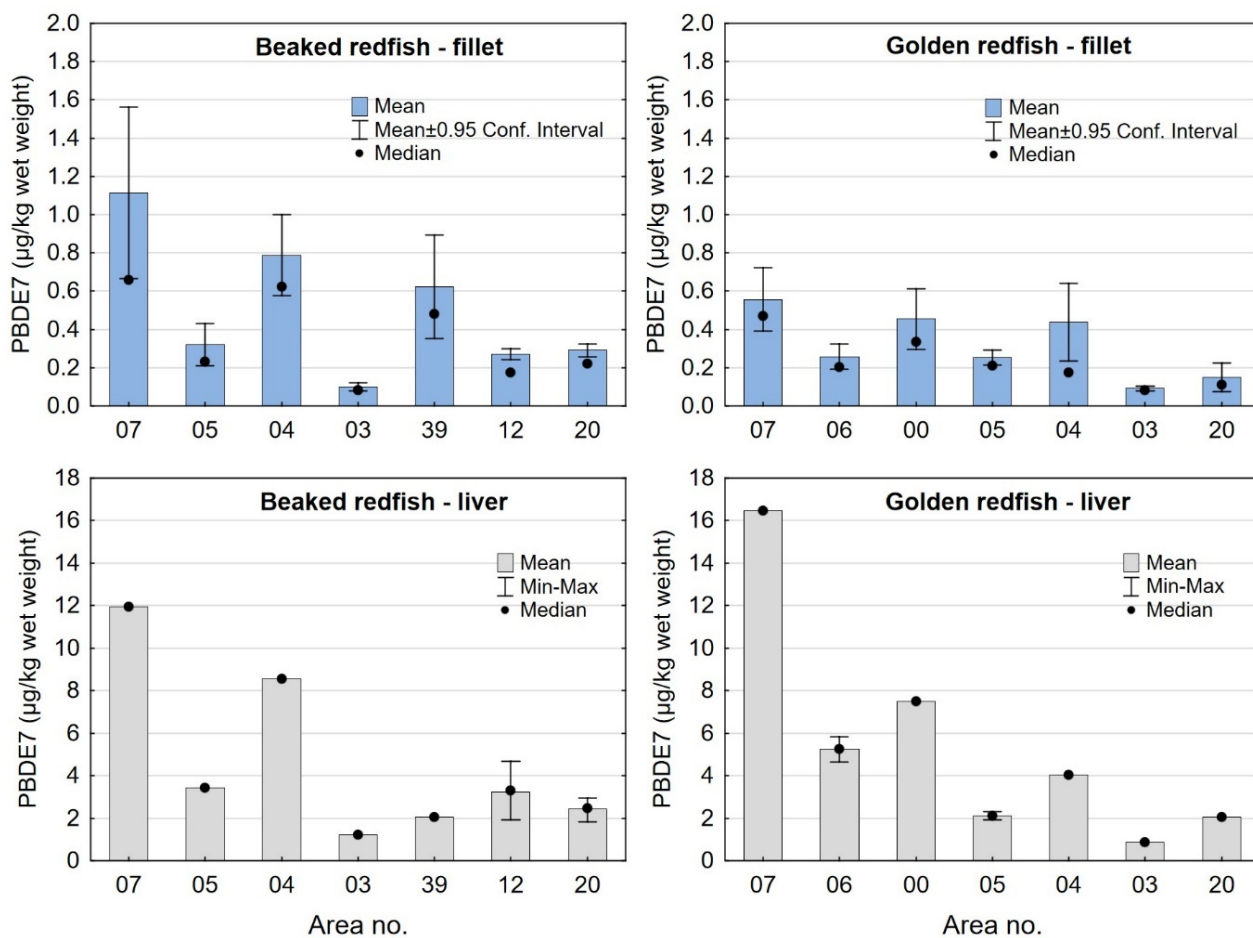 Beaked redfish - fillet
Mean
Mean±0.95 Conf. Interval
Median
PBDE7 (µg/kg wet weight)
2.0
1.8
1.6
1.4
1.2
1.0
0.8
0.6
0.4
0.2
0.0
07 05 04 03 39 12 20
Golden redfish - fillet
Mean
Mean±0.95 Conf. Interval
Median
PBDE7 (µg/kg wet weight)
2.0
1.8
1.6
1.4
1.2
1.0
0.8
0.6
0.4
0.2
0.0
07 06 00 05 04 03 20
Beaked redfish - liver
Mean
Min-Max
Median
PBDE7 (µg/kg wet weight)
18
16
14
12
10
8
6
4
2
0
07 05 04 03 39 12 20
Area no.
Golden redfish - liver
Mean
Min-Max
Median
PBDE7 (µg/kg wet weight)
18
16
14
12
10
8
6
4
2
0
07 06 00 05 04 03 20
Area no.